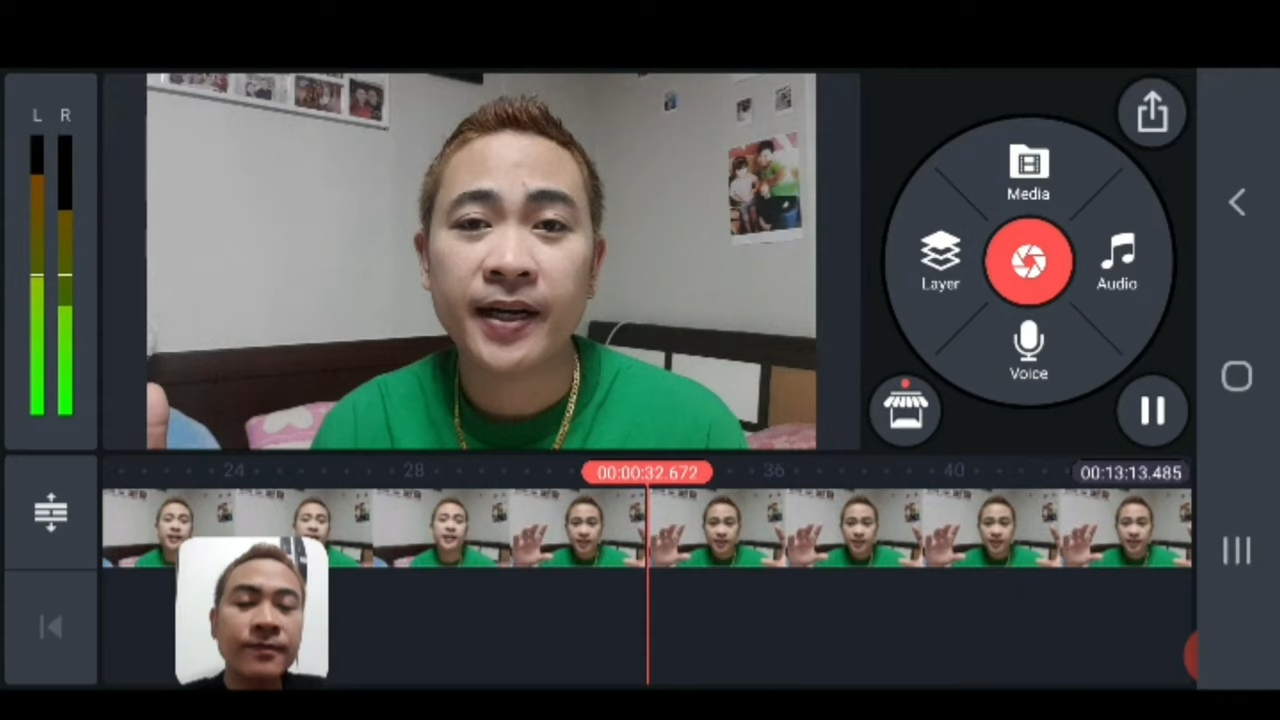 L R
Media
Layer
Audio
Voice
24
28
00:00:32.672
36
40
00:13:13.485